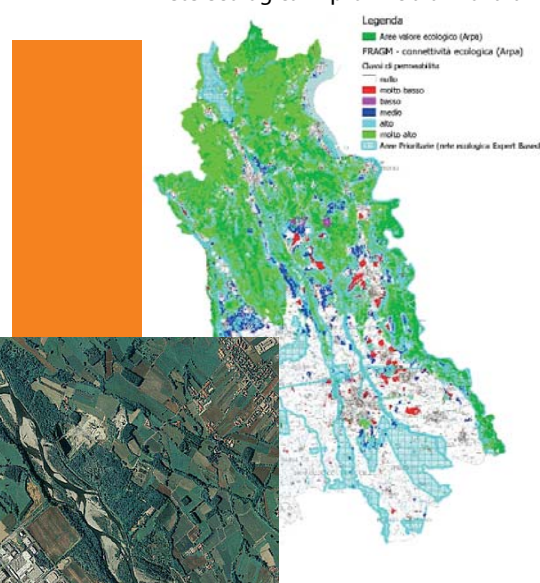 Legenda
Aree valore ecologico (Arpa)
FRAGM - connettività ecologica (Arpa)
Classi di permeabilità
nullo
molto basso
basso
medio
alto
molto alto
Aree Prioritarie (rete ecologica Expert Based